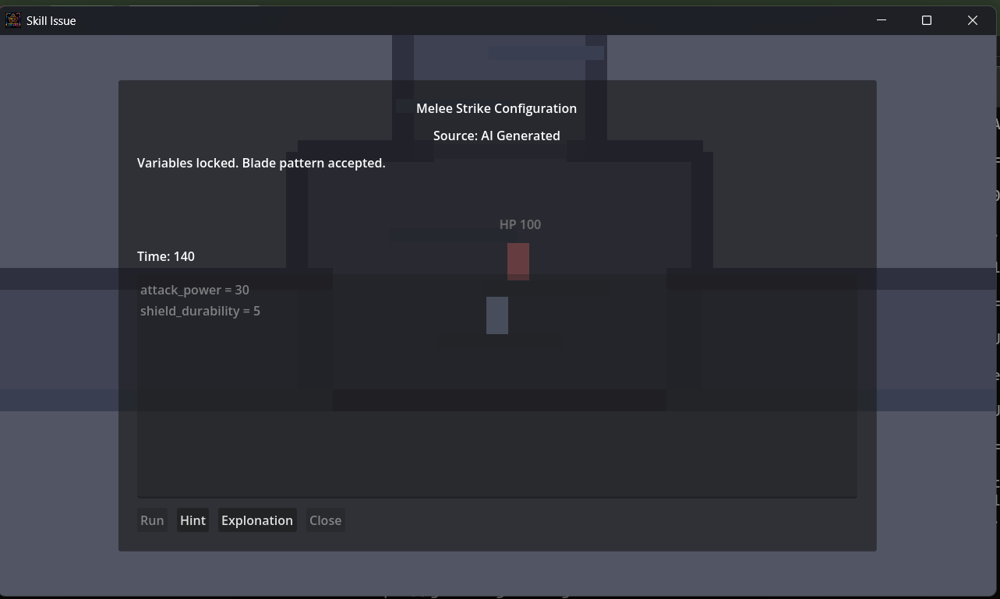 Skill Issue
Melee Strike Configuration
Source: AI Generated
Variables locked. Blade pattern accepted.
HP 100
Time: 140
attack_power = 30
shield_durability = 5
Run Hint Explonation Close